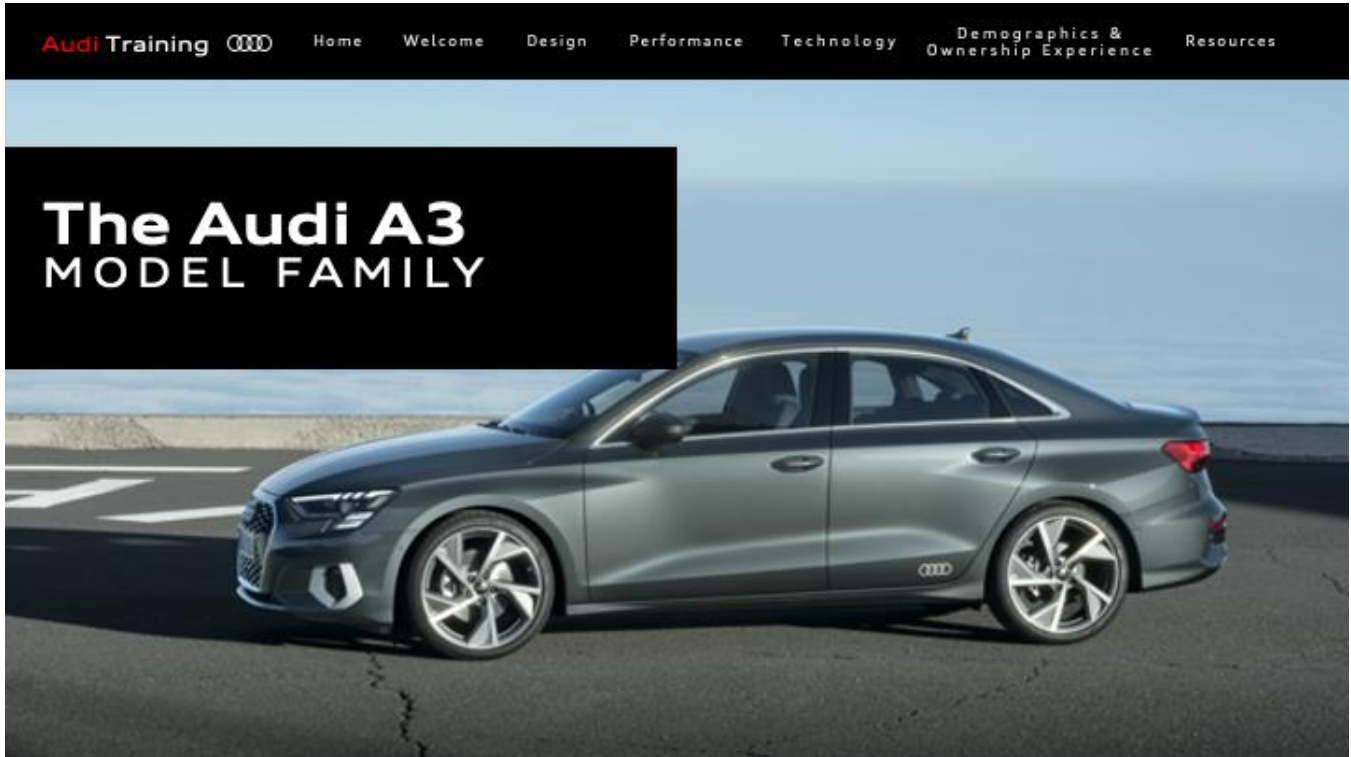 Audi Training
Home
Welcome
Design
Performance
Technology
Demographics &
Ownership Experience
Resources
The Audi A3
MODEL FAMILY